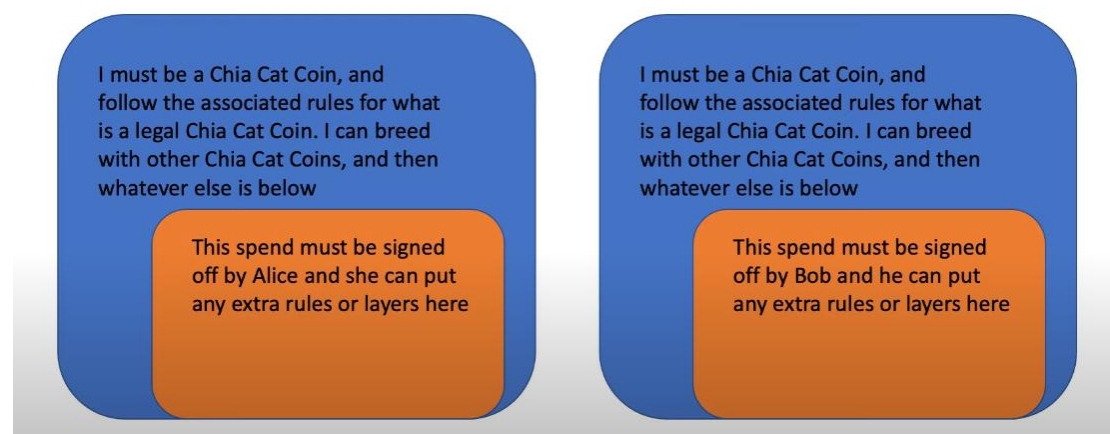 I must be a Chia Cat Coin, and
follow the associated rules for what
is a legal Chia Cat Coin. I can breed
with other Chia Cat Coins, and then
whatever else is below
This spend must be signed
off by Alice and she can put
any extra rules or layers here
I must be a Chia Cat Coin, and
follow the associated rules for what
is a legal Chia Cat Coin. I can breed
with other Chia Cat Coins, and then
whatever else is below
This spend must be signed
off by Bob and he can put
any extra rules or layers here